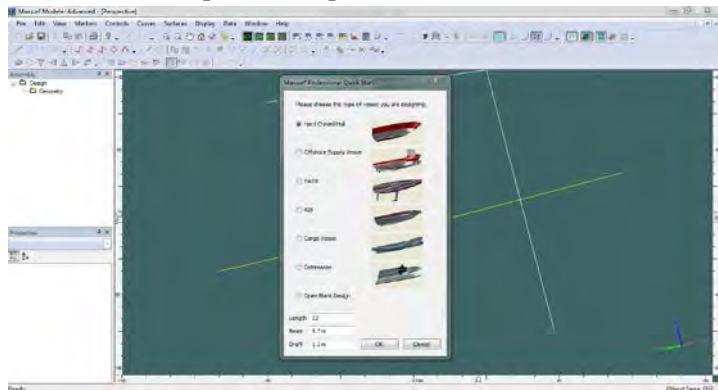 Maxsurf Modeler Advanced - [Perspective]
File Edit View Markers Controls Curves Surfaces Display Data Window Help
Assembly
Design
Geometry
Properties
Maxsurf Professional Quick Start
Please choose the type of vessel you are designing.
Hard Chined Hull
Offshore Supply Vessel
Yacht
Cargo Vessel
Catamaran
Open Blank Design
Length
Beam
Draft
OK Cancel
Ready